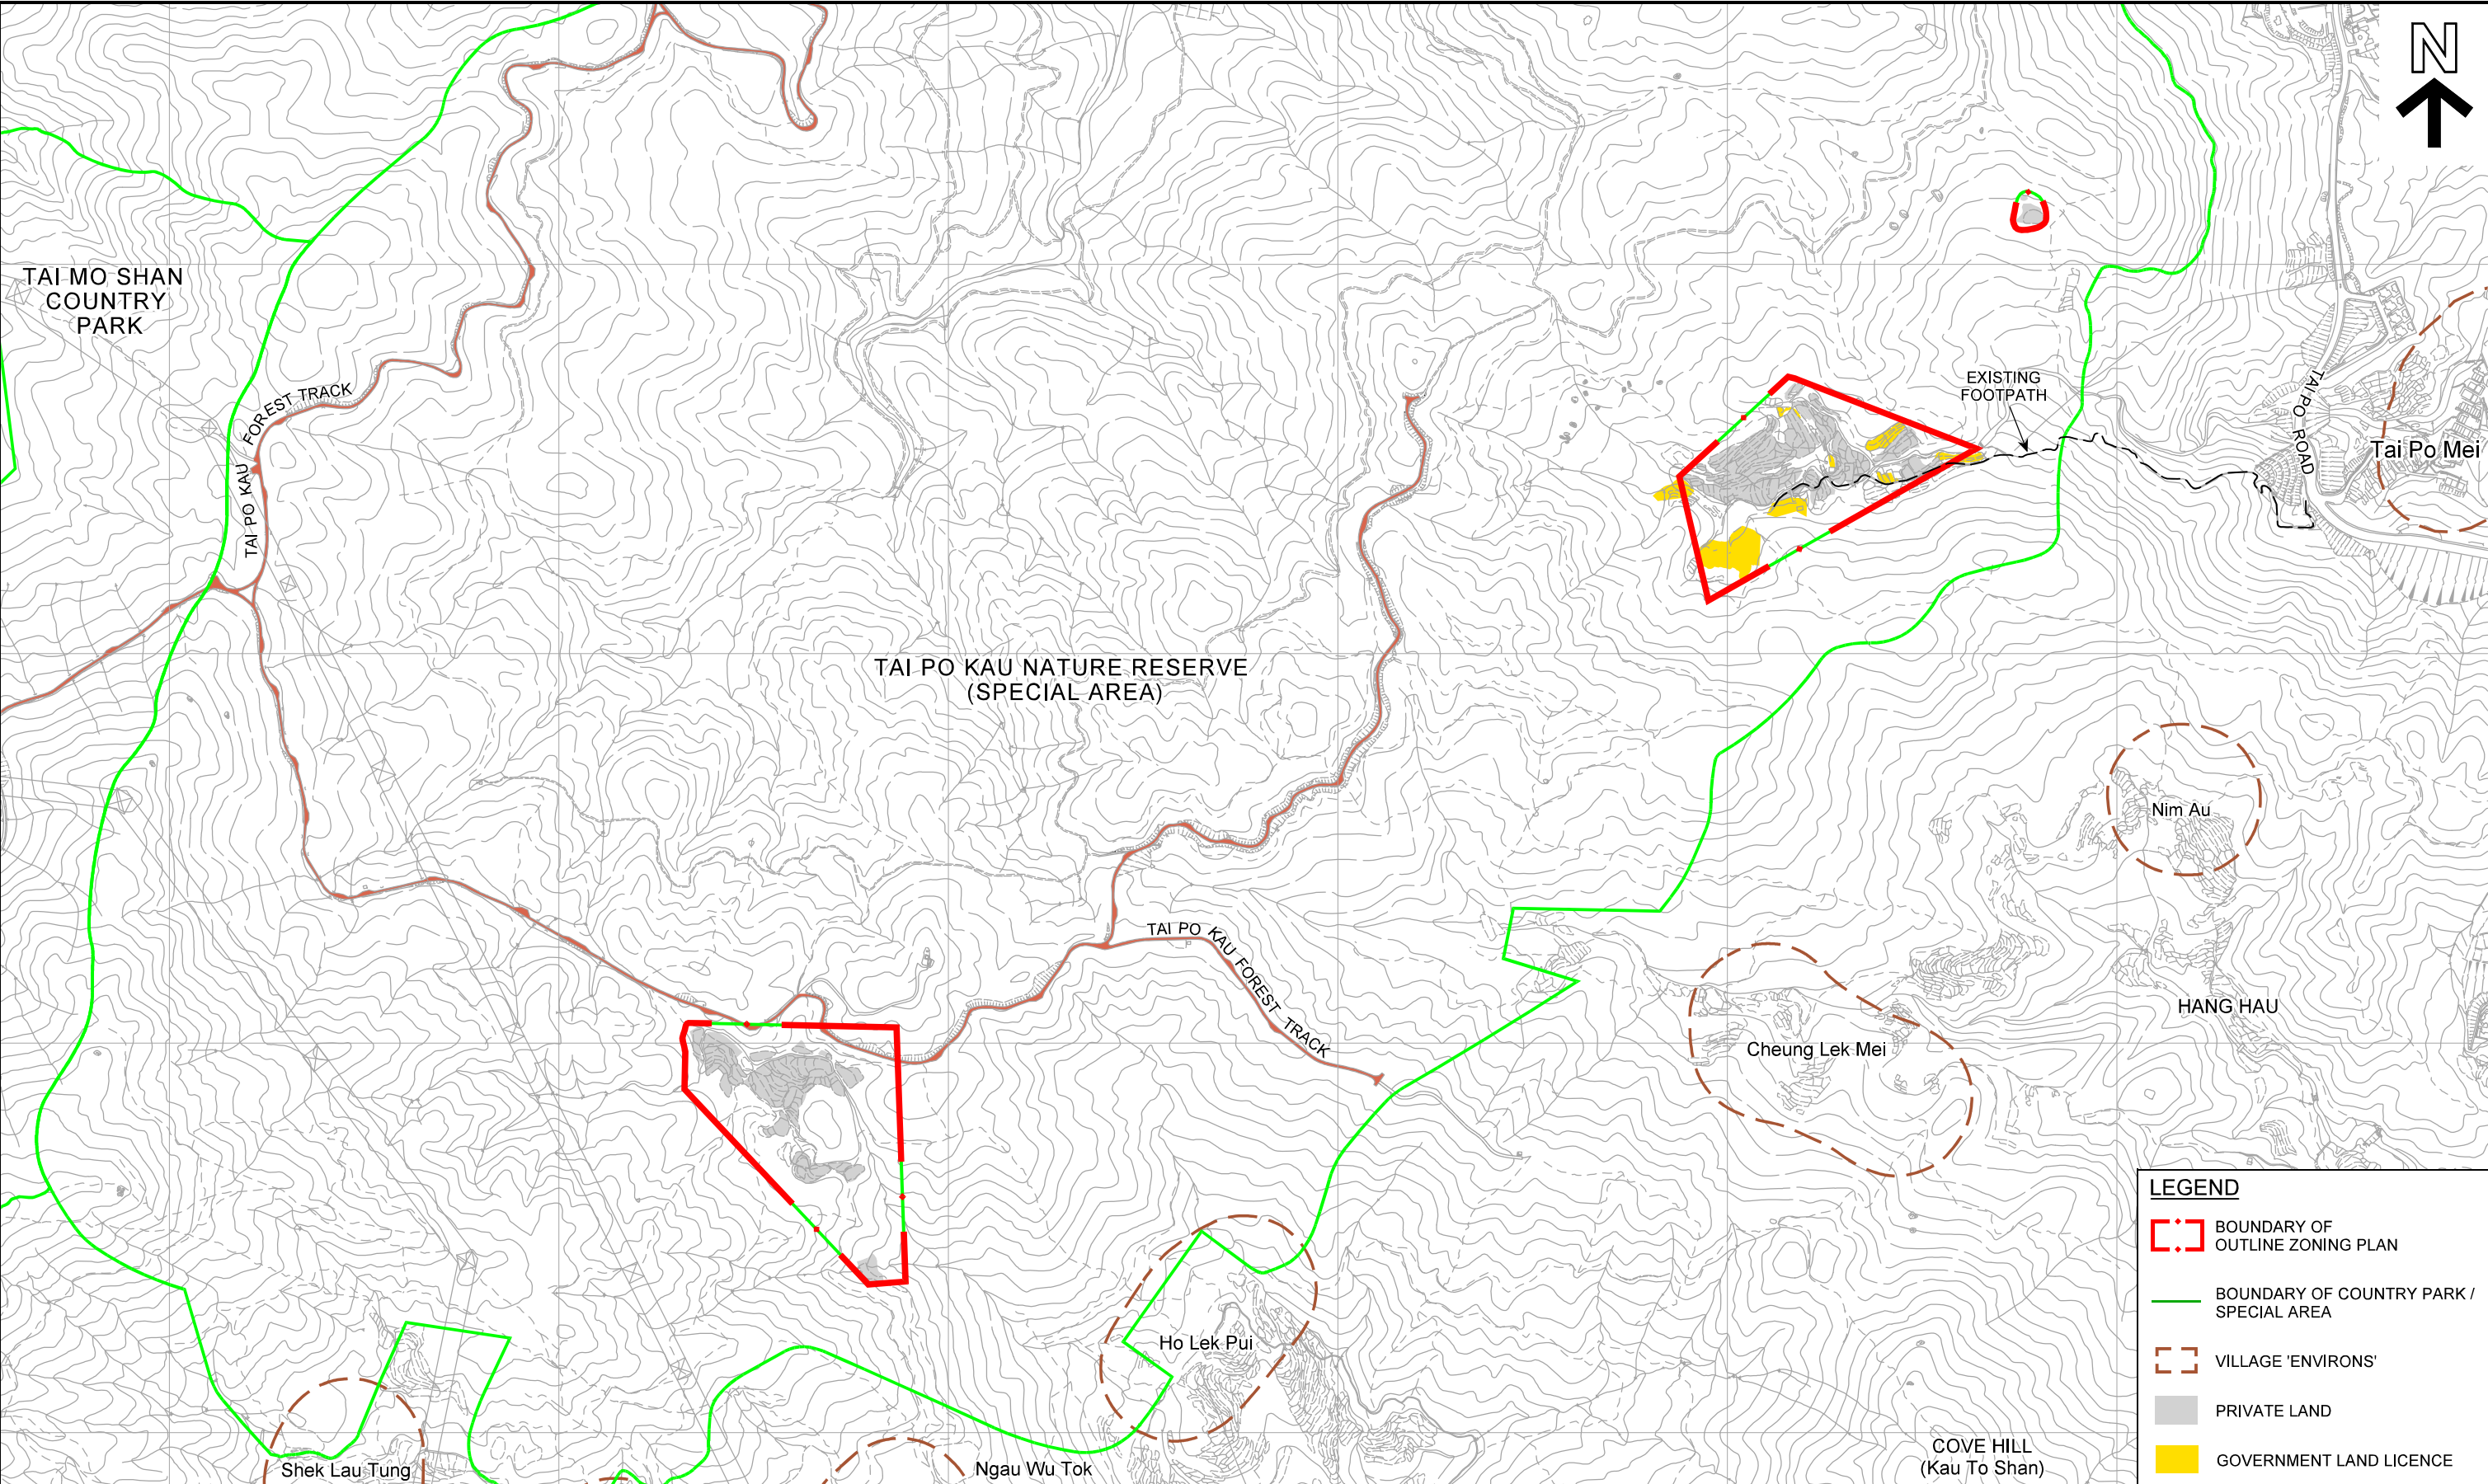 N
TAI MO SHAN
COUNTRY
PARK
TAI PO KAU FOREST TRACK
EXISTING
FOOTPATH
TAI PO ROAD
Tai Po Mei
TAI PO KAU NATURE RESERVE
(SPECIAL AREA)
Nim Au
TAI PO KAU FOREST TRACK
HANG HAU
Cheung Lek Mei
Ho Lek Pui
Shek Lau Tung
Ngau Wu Tok
COVE HILL
(Kau To Shan)
LEGEND
BOUNDARY OF
OUTLINE ZONING PLAN
BOUNDARY OF COUNTRY PARK /
SPECIAL AREA
VILLAGE 'ENVIRONS'
PRIVATE LAND
GOVERNMENT LAND LICENCE